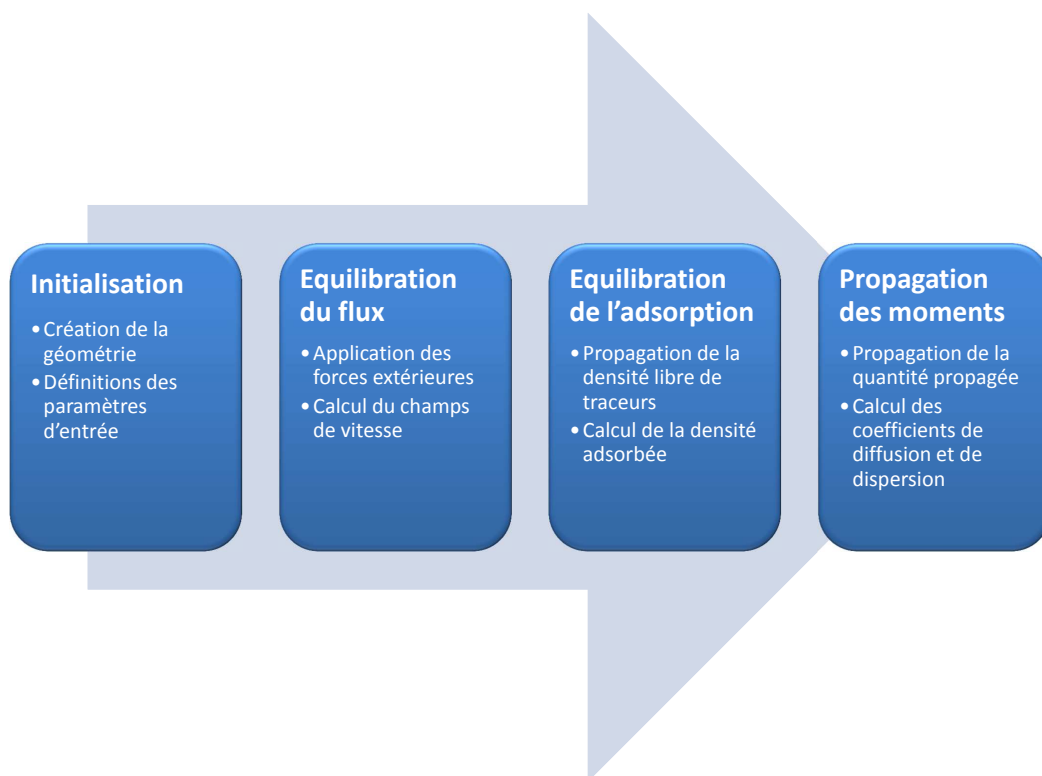 Initialisation
•Création de la
géométrie
•Définitions des
paramètres
d'entrée
Equilibration
du flux
•Application des
forces extérieures
•Calcul du champs
de vitesse
Equilibration
de l'adsorption
•Propagation de la
densité libre de
traceurs
•Calcul de la densité
adsorbée
Propagation
des moments
•Propagation de la
quantité propagée
•Calcul des
coefficients de
diffusion et de
dispersion